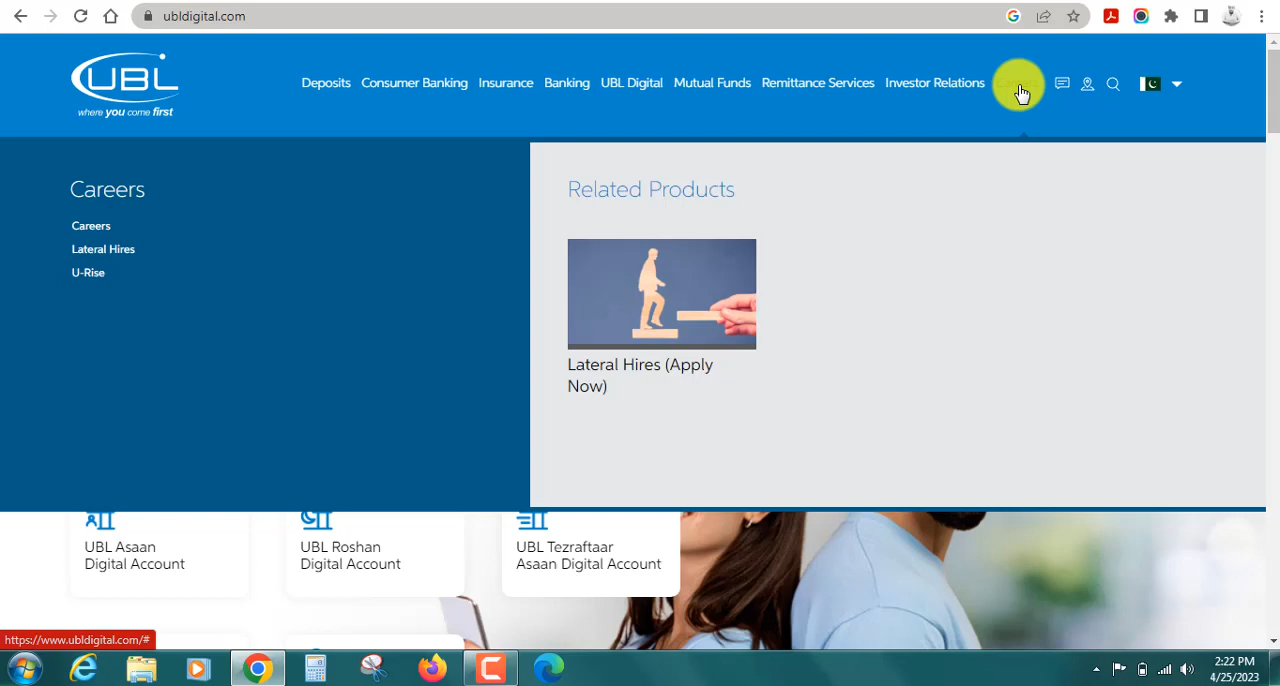 ubldigital.com
UBL
where you come first
Deposits Consumer Banking Insurance Banking UBL Digital Mutual Funds Remittance Services Investor Relations
Careers
Careers
Lateral Hires
U-Rise
Related Products
Lateral Hires (Apply
Now)
UBL Asaan
Digital Account
UBL Roshan
Digital Account
UBL Tezraftaar
Asaan Digital Account
https://www.ubldigital.com/#
2:22 PM
4/25/2023